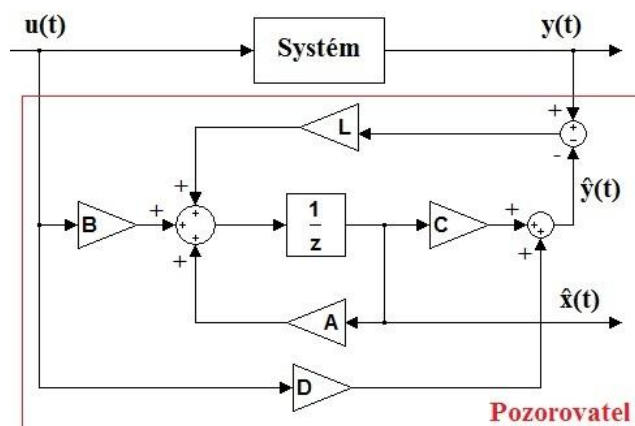 u(t)
Systém
y(t)
+
+
-
-
L
ŷ(t)
+
+
B
+
+
+
1
z
C
+
+
+
+
+
+
A
x̂(t)
D
Pozorovatel